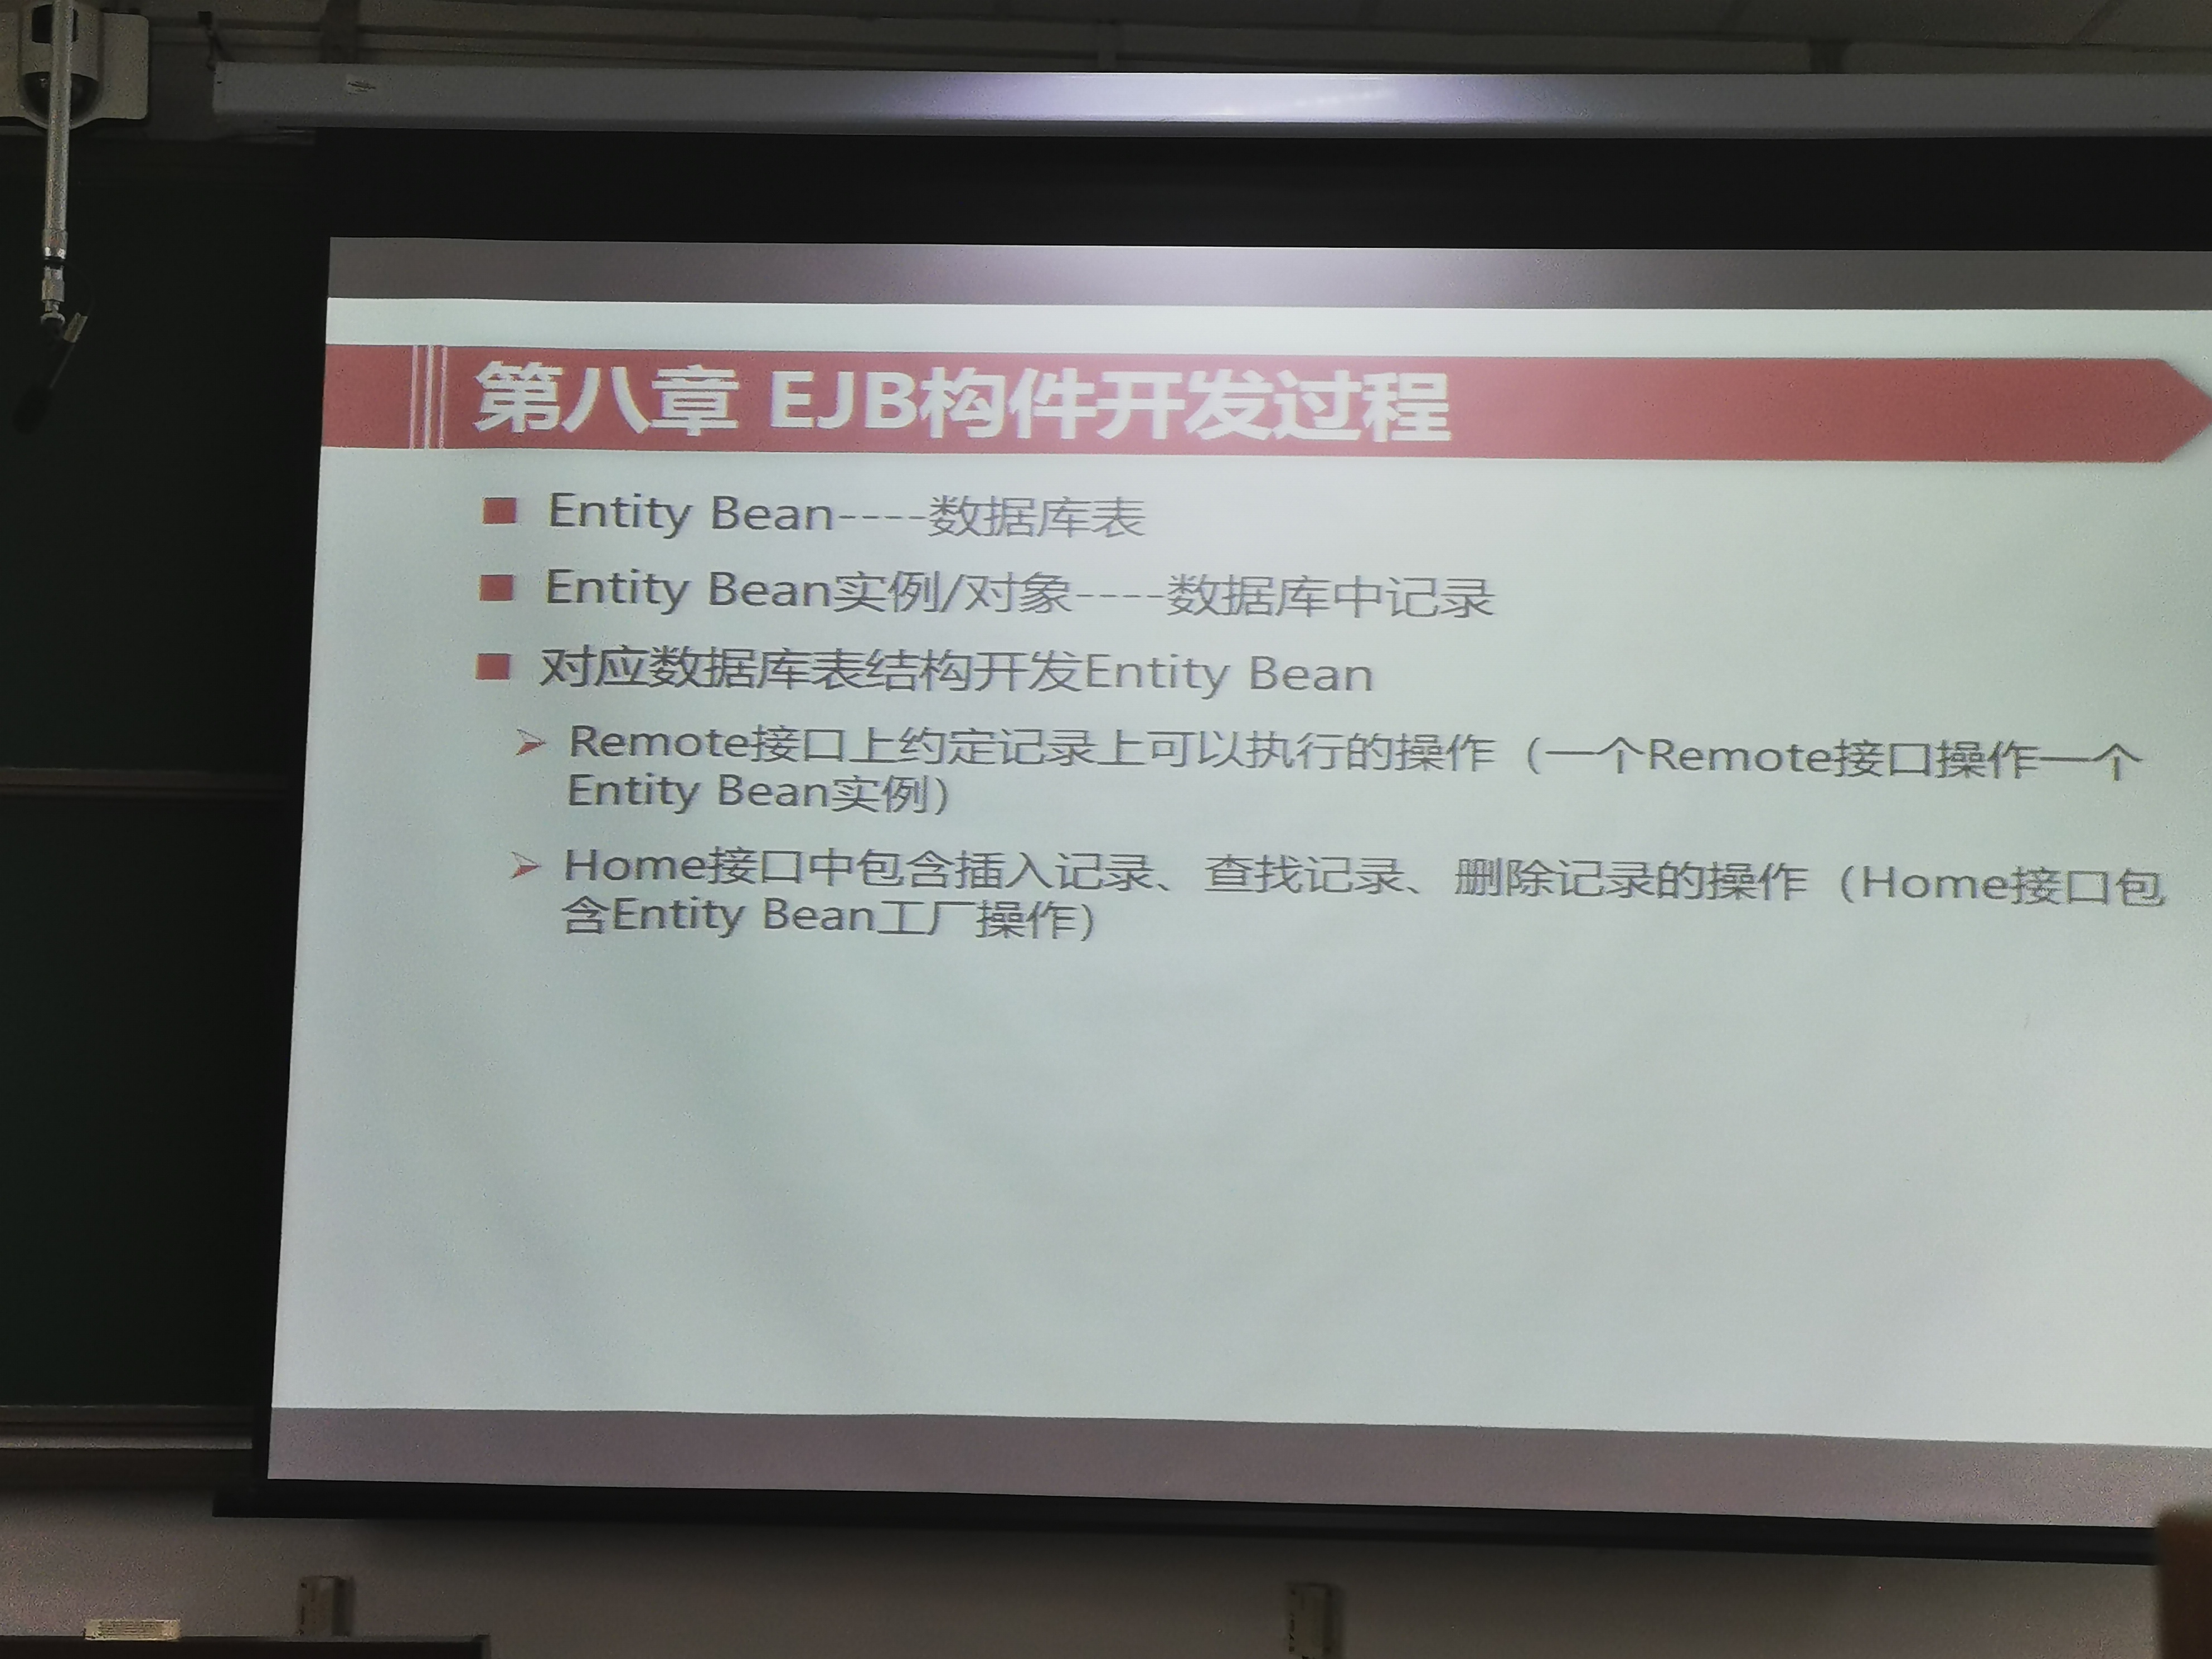 第八章 EJB构件开发过程
Entity Bean----数据库表
Entity Bean实例/对象----数据库中记录
对应数据库表结构开发Entity Bean
Remote接口上约定记录上可以执行的操作（一个Remote接口操作一个
Entity Bean实例）
Home接口中包含插入记录、查找记录、删除记录的操作（Home接口包
含Entity Bean工厂操作）